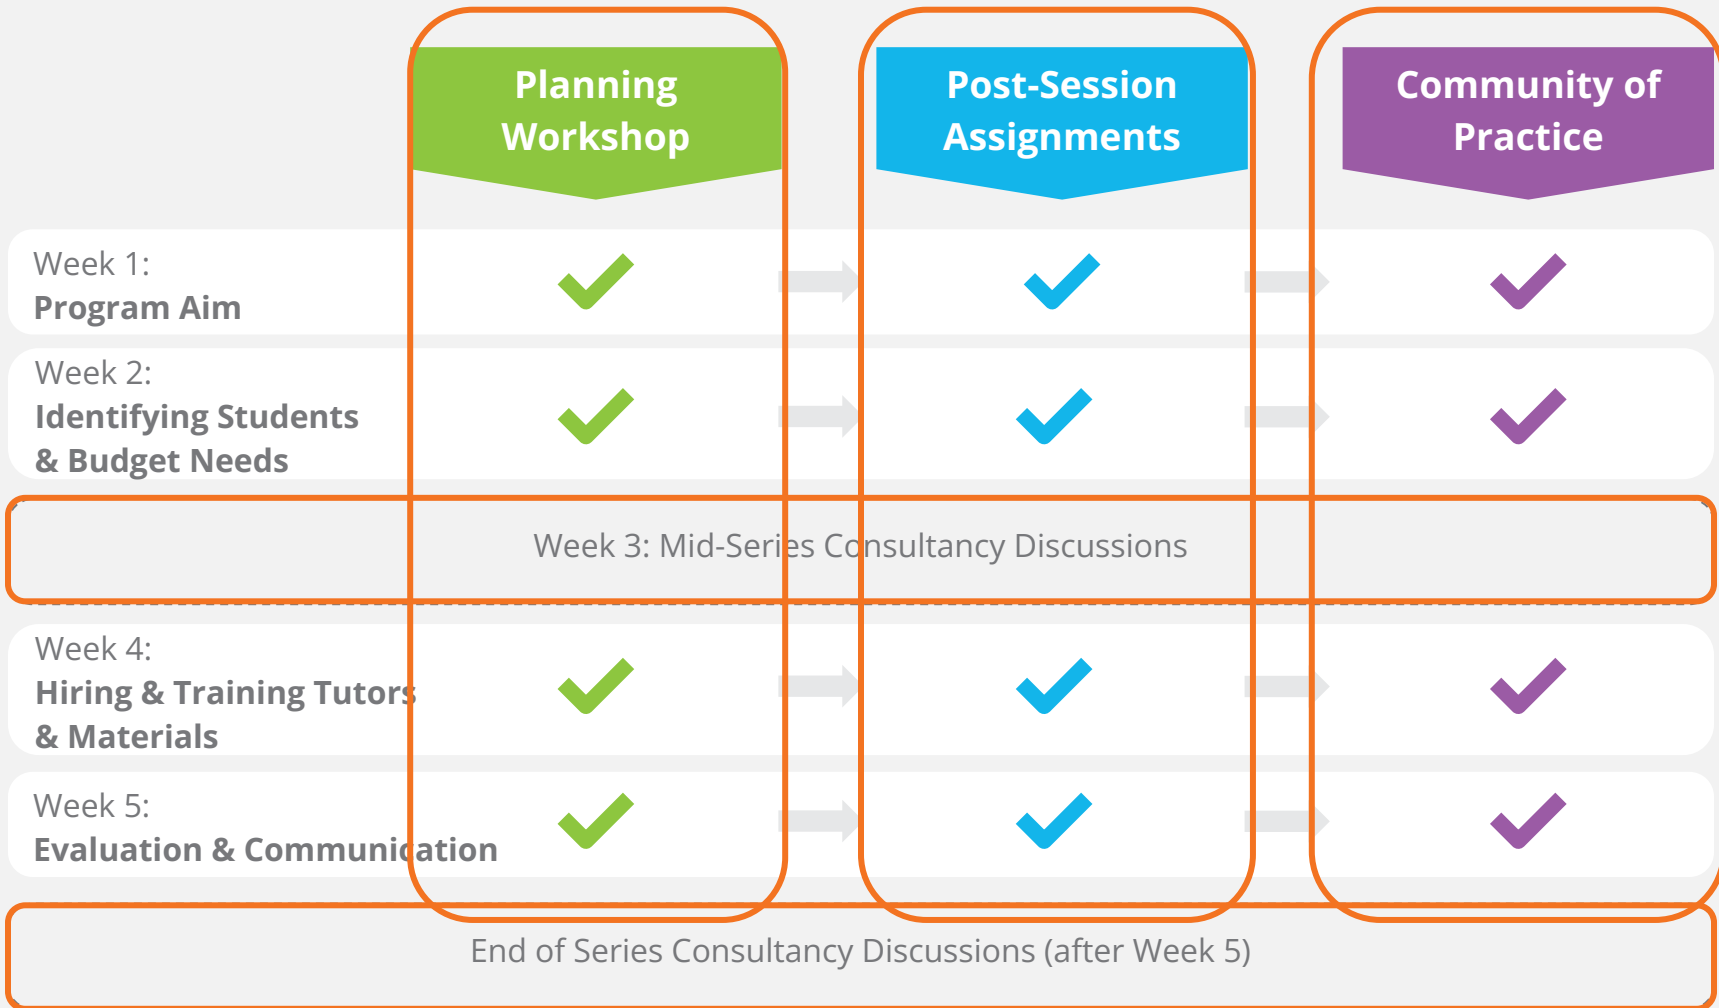 Planning
Workshop
Post-Session
Assignments
Community of
Practice
Week 1:
Program Aim
Week 2:
Identifying Students
& Budget Needs
Week 3: Mid-Series Consultancy Discussions
Week 4:
Hiring & Training Tutors
& Materials
Week 5:
Evaluation & Communication
End of Series Consultancy Discussions (after Week 5)